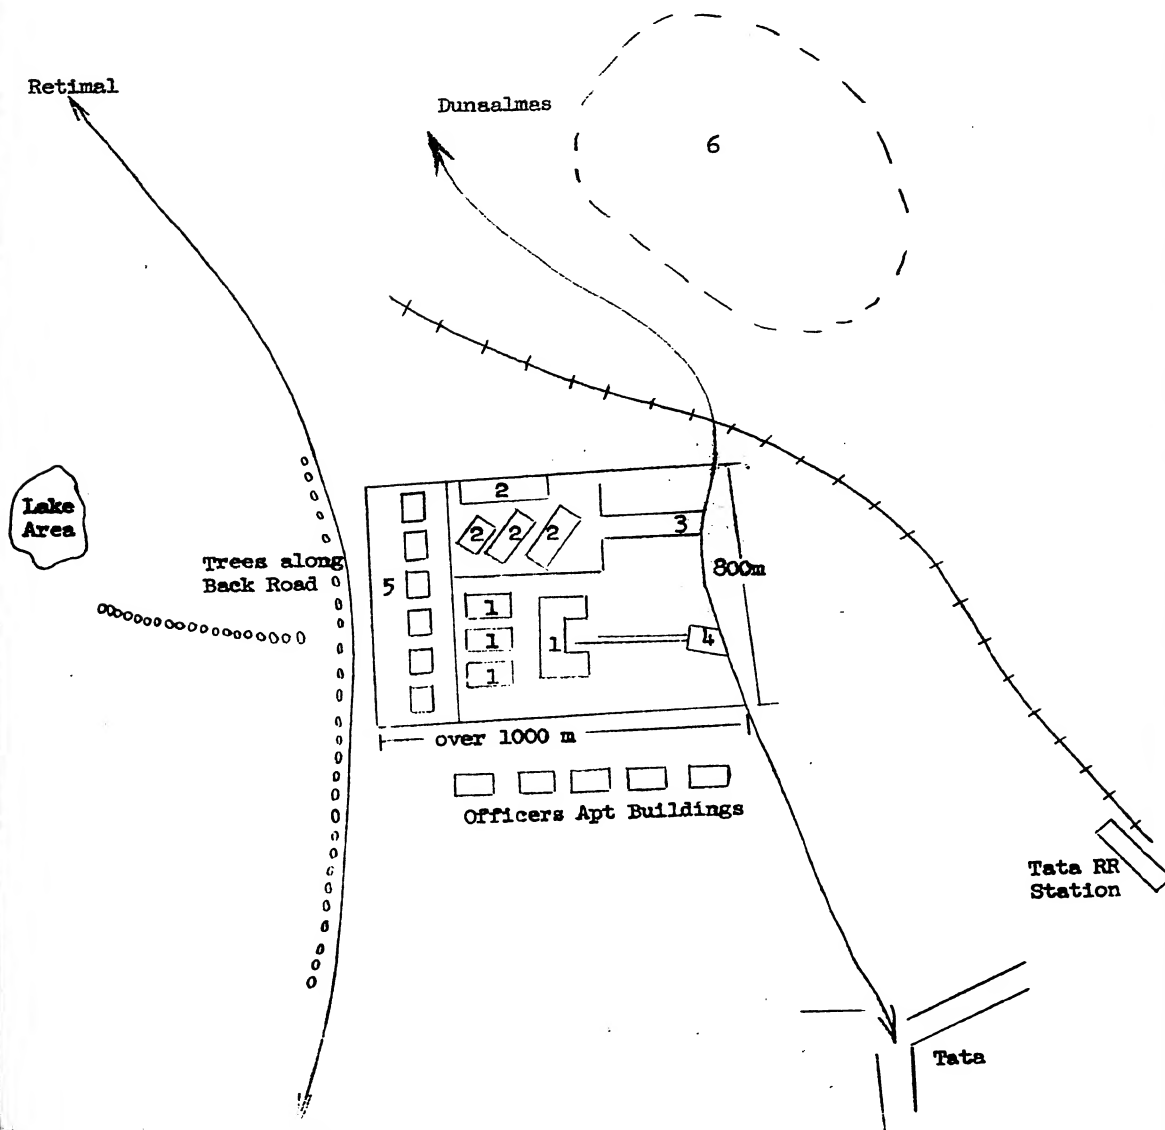 Retimal
Dunaalmas
6
2
Lake
Area
2 2 2
3
Trees along
Back Road
800m
5
1
1
1
1
4
over 1000 m
Officers Apt Buildings
Tata RR
Station
Tata